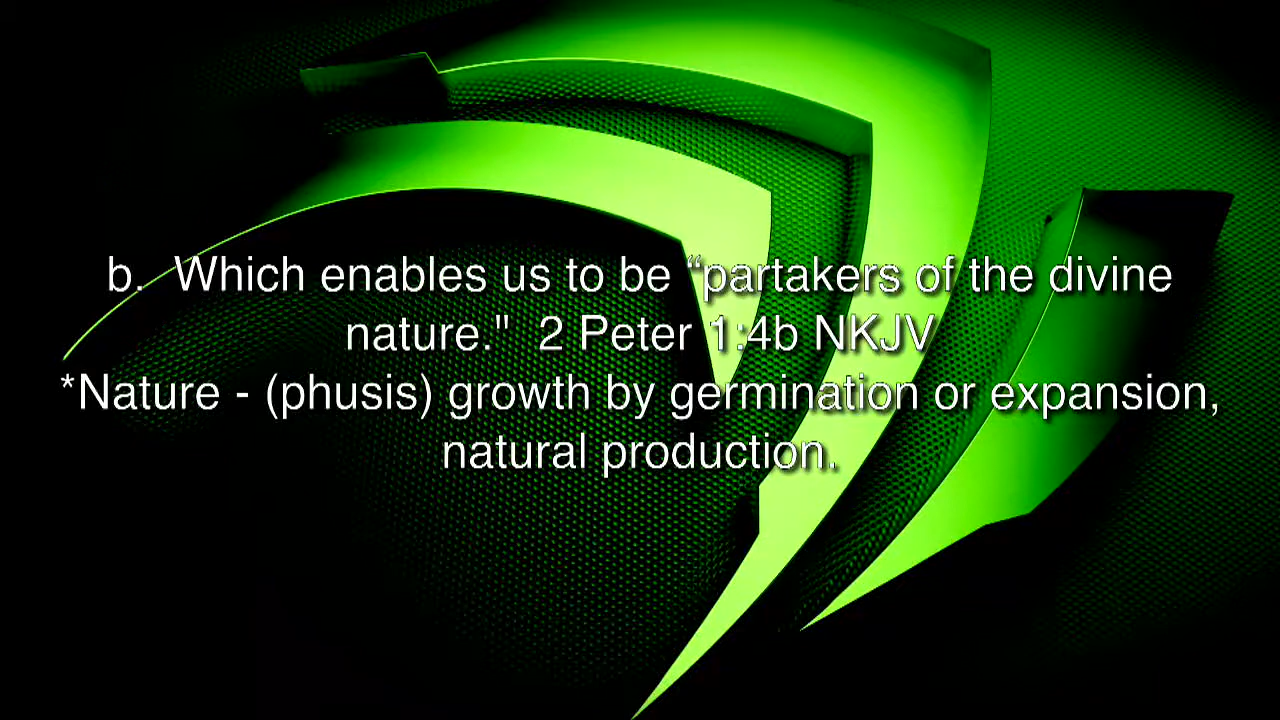 b.  Which enables us to be “partakers of the divine
nature."  2 Peter 1:4b NKJV
*Nature - (phusis) growth by germination or expansion,
natural production.